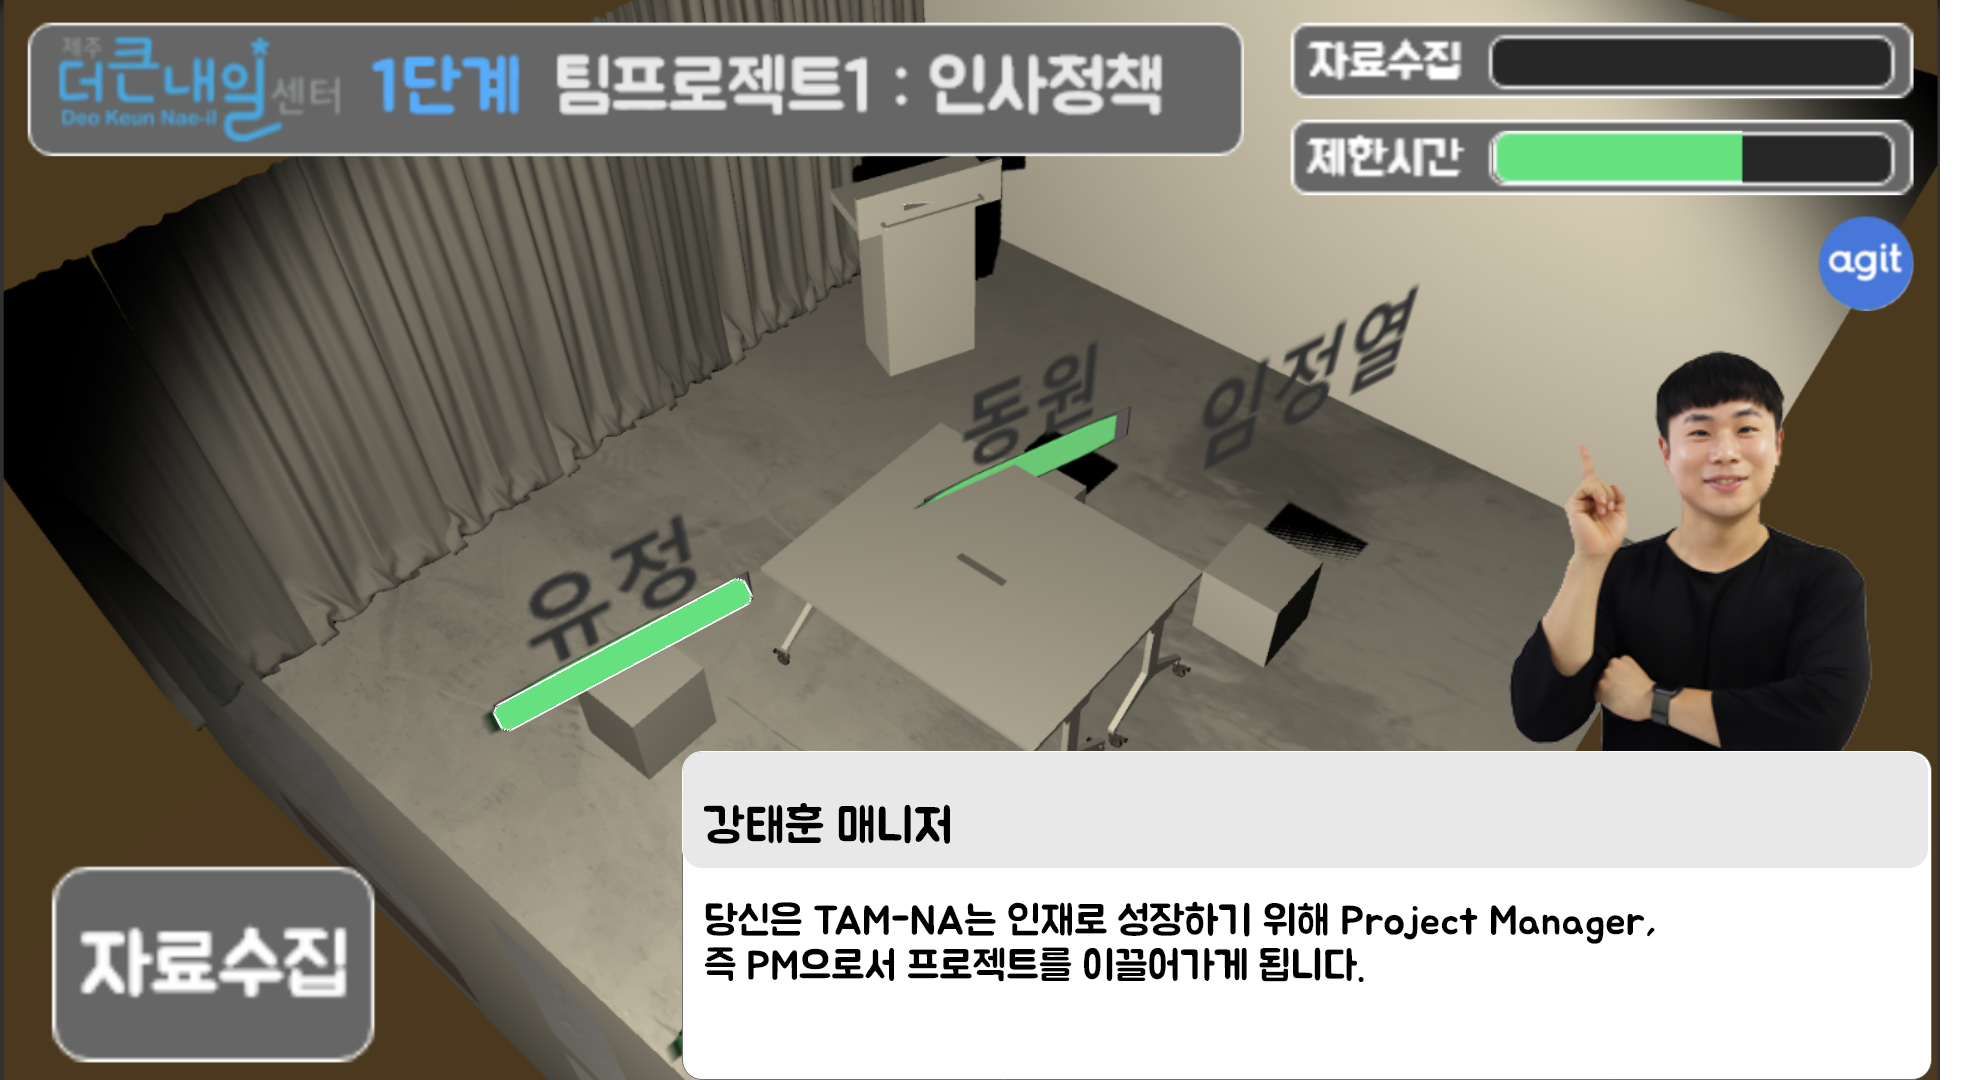 제주 더큰내일센터
Deo Keun Nae-il
1단계 팀프로젝트1 : 인사정책
자료수집
제한시간
agit
동원
임정열
유정
강태훈 매니저
당신은 TAM-NA는 인재로 성장하기 위해 Project Manager,
즉 PM으로서 프로젝트를 이끌어가게 됩니다.
자료수집